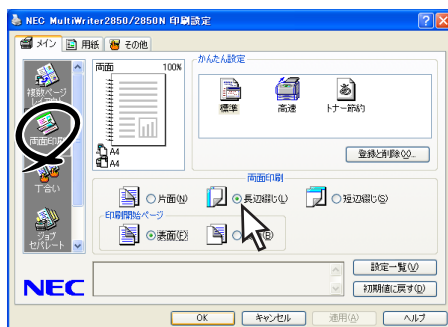 NEC MultiWriter2850/2850N 印刷設定
メイン 用紙 その他
複数ページ
両面印刷
丁合い
ジョブ
セパレート
両面 100%
A4
A4
かんたん設定
標準 高速 トナー節約
登録と削除(X)...
両面印刷
片面(N) 長辺綴じ(L) 短辺綴じ(S)
印刷開始ページ
表面(F)
設定一覧(V)
初期値に戻す(D)
NEC
OK キャンセル 適用(A) ヘルプ